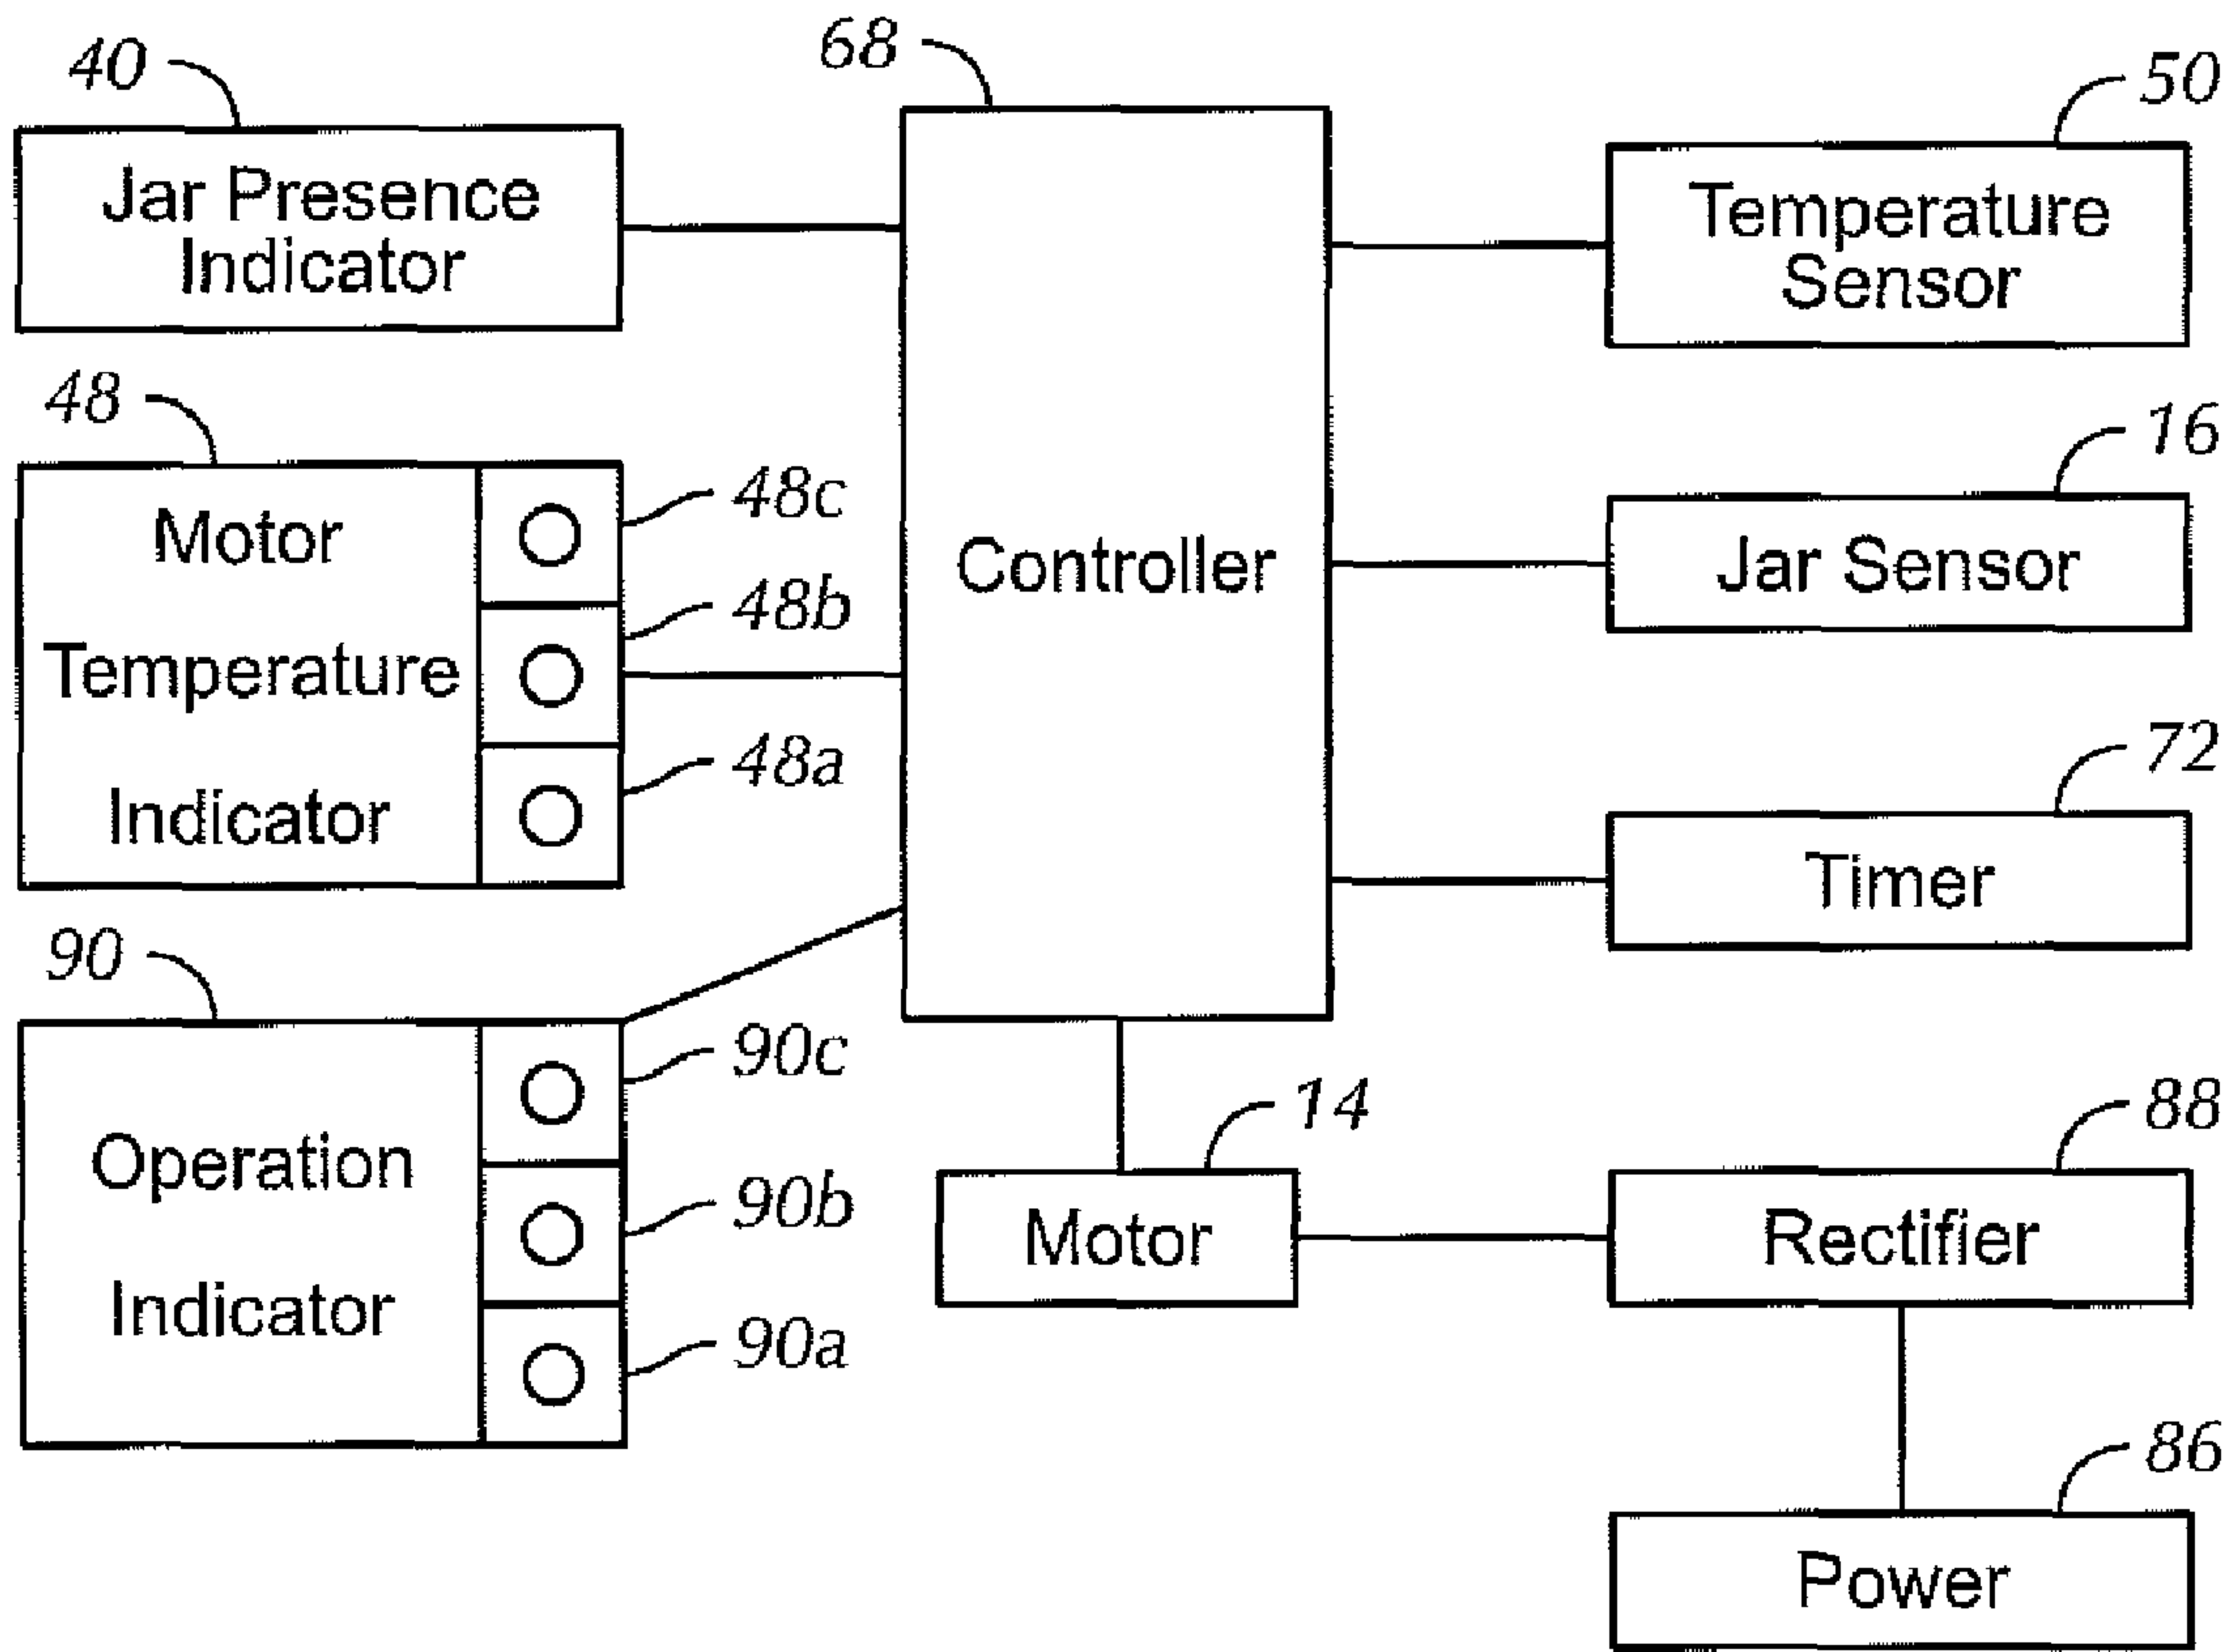 40
Jar Presence
Indicator
68
Controller
50
Temperature
Sensor
48
Motor
Temperature
Indicator
48c
48b
48a
16
Jar Sensor
72
Timer
90
Operation
Indicator
90c
90b
90a
14
Motor
88
Rectifier
86
Power